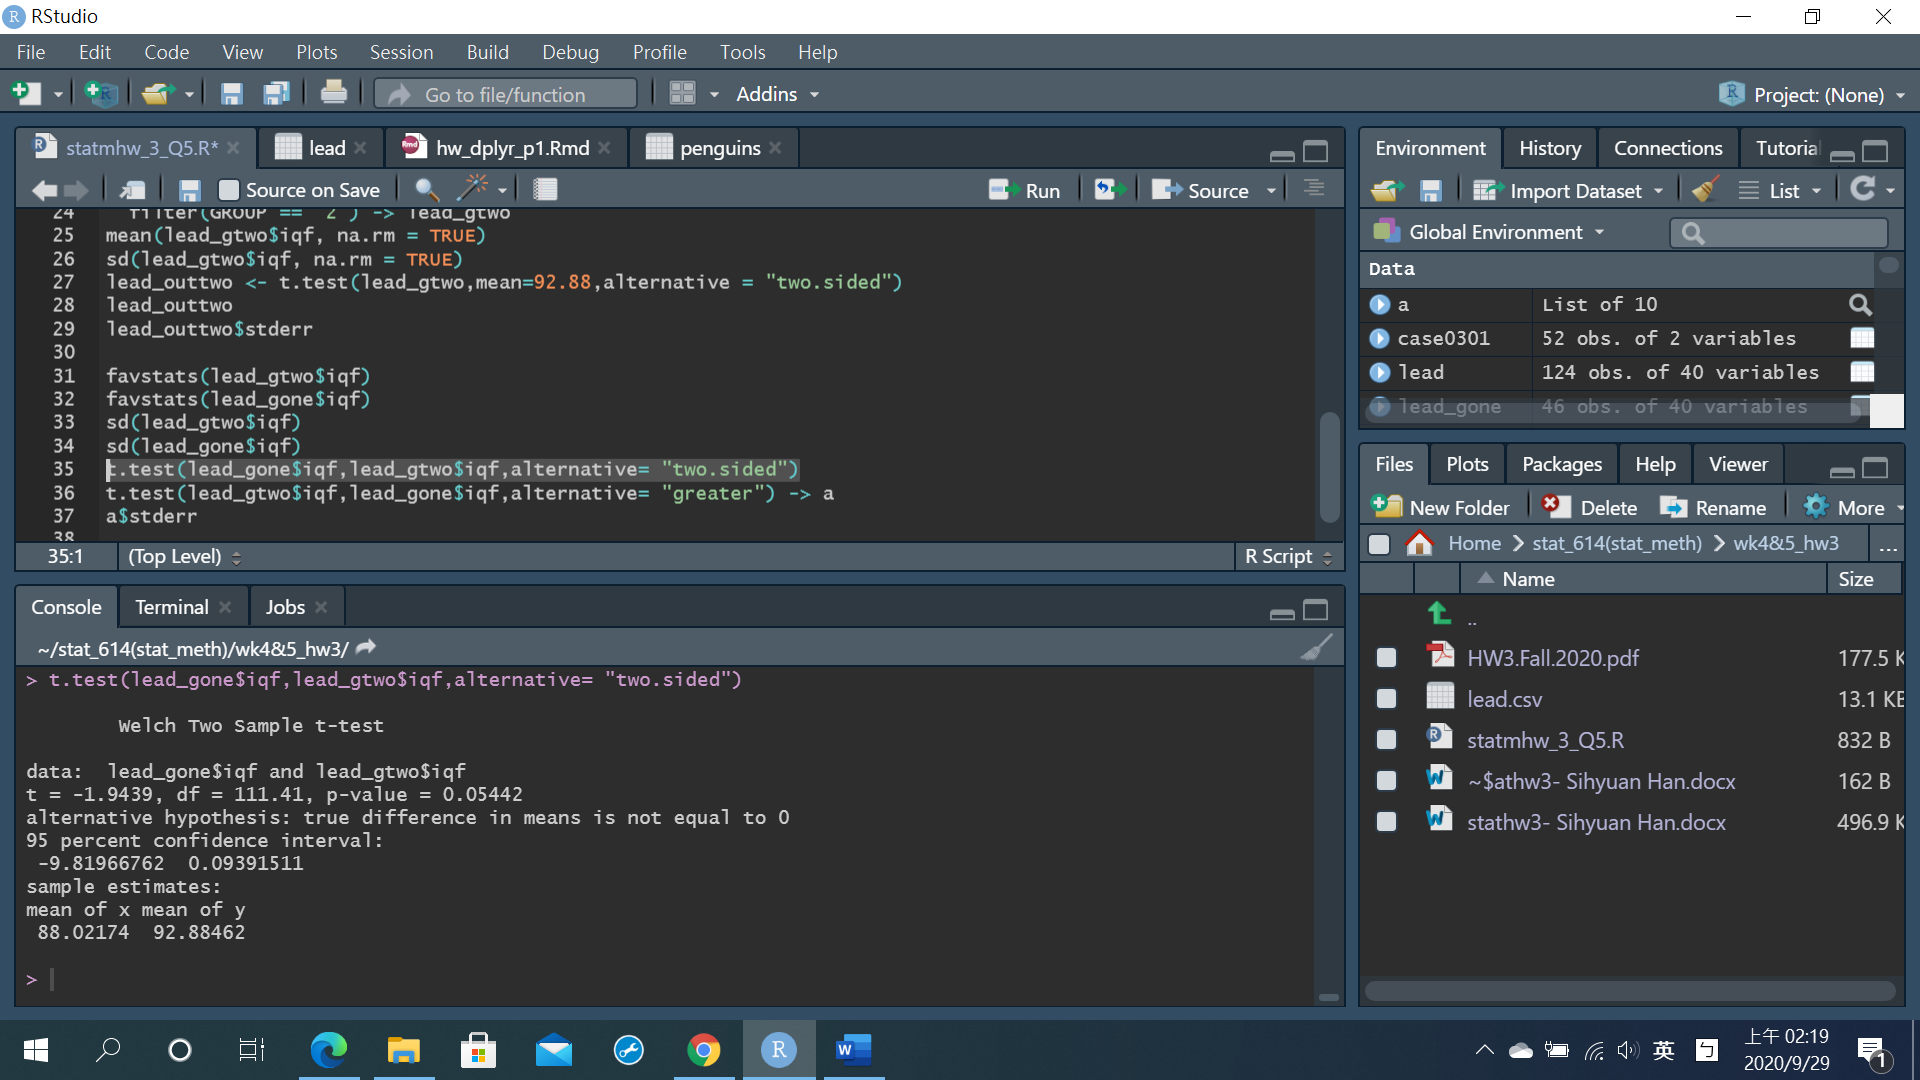 RStudio
File Edit Code View Plots Session Build Debug Profile Tools Help
Go to file/function Addins Project: (None)
statmhw_3_Q5.R* lead hw_dplyr_p1.Rmd penguins
Source on Save Run Source
24 filter(GROUP == "2") -> lead_gtwo
25 mean(lead_gtwo$iqf, na.rm = TRUE)
26 sd(lead_gtwo$iqf, na.rm = TRUE)
27 lead_outtwo <- t.test(lead_gtwo,mean=92.88,alternative = "two.sided")
28 lead_outtwo
29 lead_outtwo$stderr
30
31 favstats(lead_gtwo$iqf)
32 favstats(lead_gone$iqf)
33 sd(lead_gtwo$iqf)
34 sd(lead_gone$iqf)
35 t.test(lead_gone$iqf,lead_gtwo$iqf,alternative= "two.sided")
36 t.test(lead_gtwo$iqf,lead_gone$iqf,alternative= "greater") -> a
37 a$stderr
38
35:1 (Top Level) R Script
Console Terminal Jobs
~/stat_614(stat_meth)/wk4&5_hw3/
> t.test(lead_gone$iqf,lead_gtwo$iqf,alternative= "two.sided")
Welch Two Sample t-test
data: lead_gone$iqf and lead_gtwo$iqf
t = -1.9439, df = 111.41, p-value = 0.05442
alternative hypothesis: true difference in means is not equal to 0
95 percent confidence interval:
-9.81966762 0.09391511
sample estimates:
mean of x mean of y
88.02174 92.88462
>
Environment History Connections Tutorial
Import Dataset List
Global Environment
Data
a List of 10
case0301 52 obs. of 2 variables
lead 124 obs. of 40 variables
lead_gone 46 obs. of 40 variables
Files Plots Packages Help Viewer
New Folder Delete Rename More
Home stat_614(stat_meth) wk4&5_hw3 ...
Name Size
..
HW3.Fall.2020.pdf 177.5 K
lead.csv 13.1 KB
statmhw_3_Q5.R 832 B
~$athw3- Sihyuan Han.docx 162 B
stathw3- Sihyuan Han.docx 496.9 K
英 ㄅ 上午 02:19
2020/9/29
1